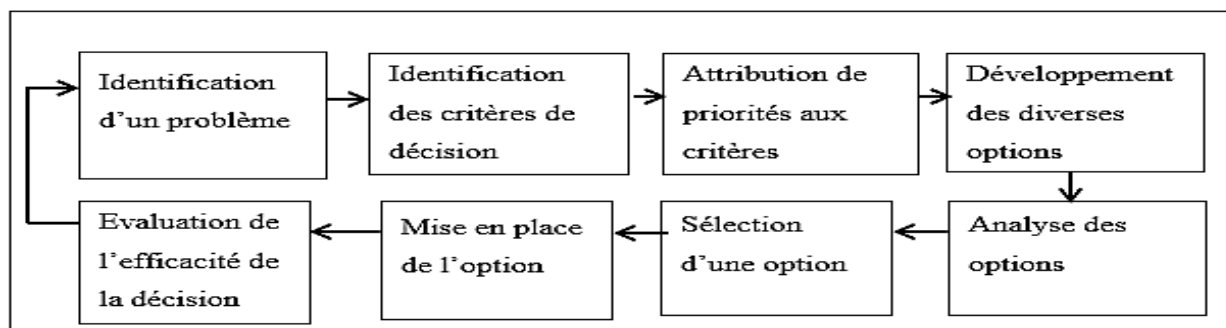 Identification
d’un problème
Identification
des critères de
décision
Attribution de
priorités aux
critères
Développement
des diverses
options
Analyse des
options
Sélection
d’une option
Mise en place
de l’option
Evaluation de
l’efficacité de
la décision